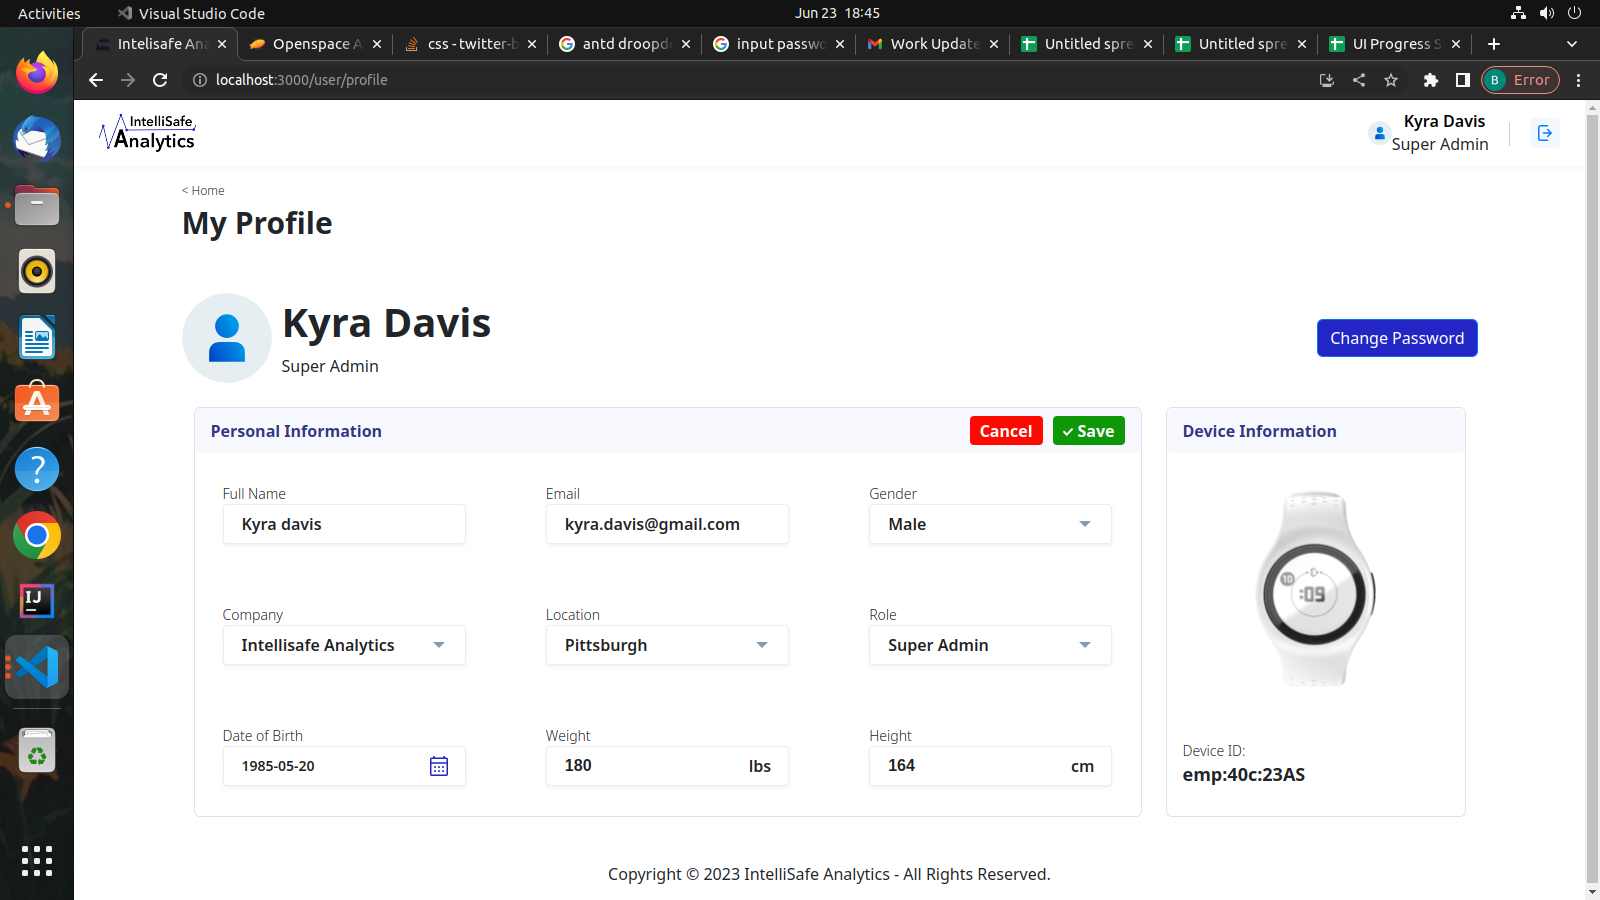 Activities Visual Studio Code Jun 23 18:45
Intelisafe Ana Openspace A css - twitter-b antd droopd input passwo Work Update Untitled spre Untitled spre UI Progress S
localhost:3000/user/profile B Error
IntelliSafe
Analytics
Kyra Davis
Super Admin
< Home
My Profile
Kyra Davis
Super Admin
Change Password
Personal Information Cancel Save
Device Information
Full Name Email Gender
Kyra davis kyra.davis@gmail.com Male
Company Location Role
Intellisafe Analytics Pittsburgh Super Admin
Date of Birth Weight Height
1985-05-20 180 lbs 164 cm
10
:09
Device ID:
emp:40c:23AS
Copyright © 2023 IntelliSafe Analytics - All Rights Reserved.